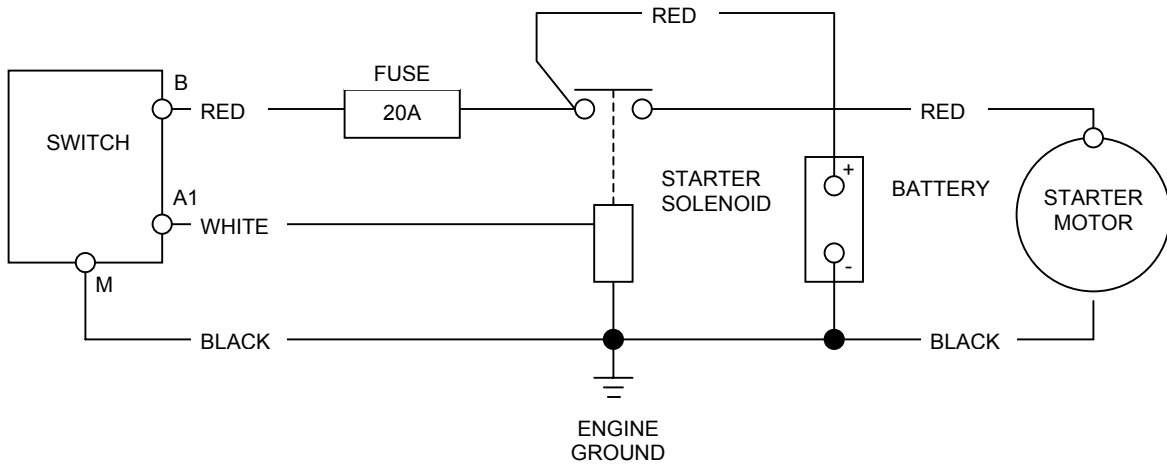 RED
FUSE
B
RED
20A
RED
SWITCH
STARTER
SOLENOID
+
BATTERY
STARTER
MOTOR
A1
WHITE
-
M
BLACK
BLACK
ENGINE
GROUND